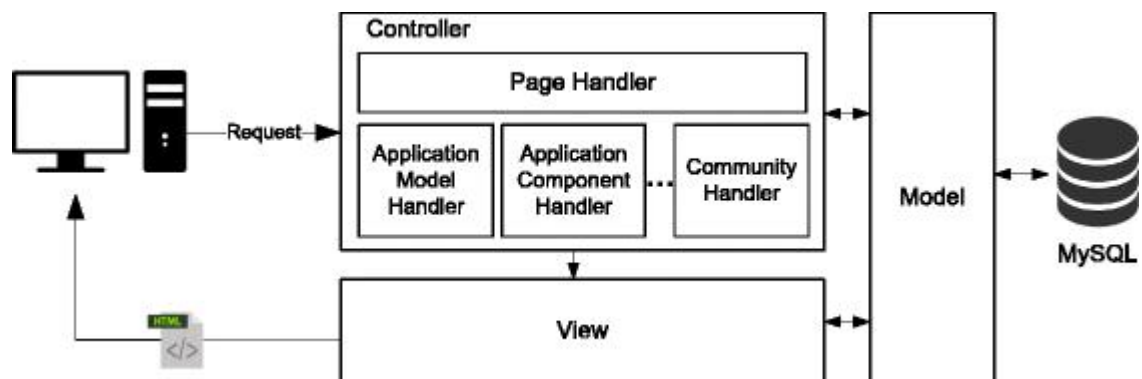 Controller
Page Handler
Request
Application
Model
Handler
Application
Component
Handler
....
Community
Handler
Model
MySQL
View
HTML
</>